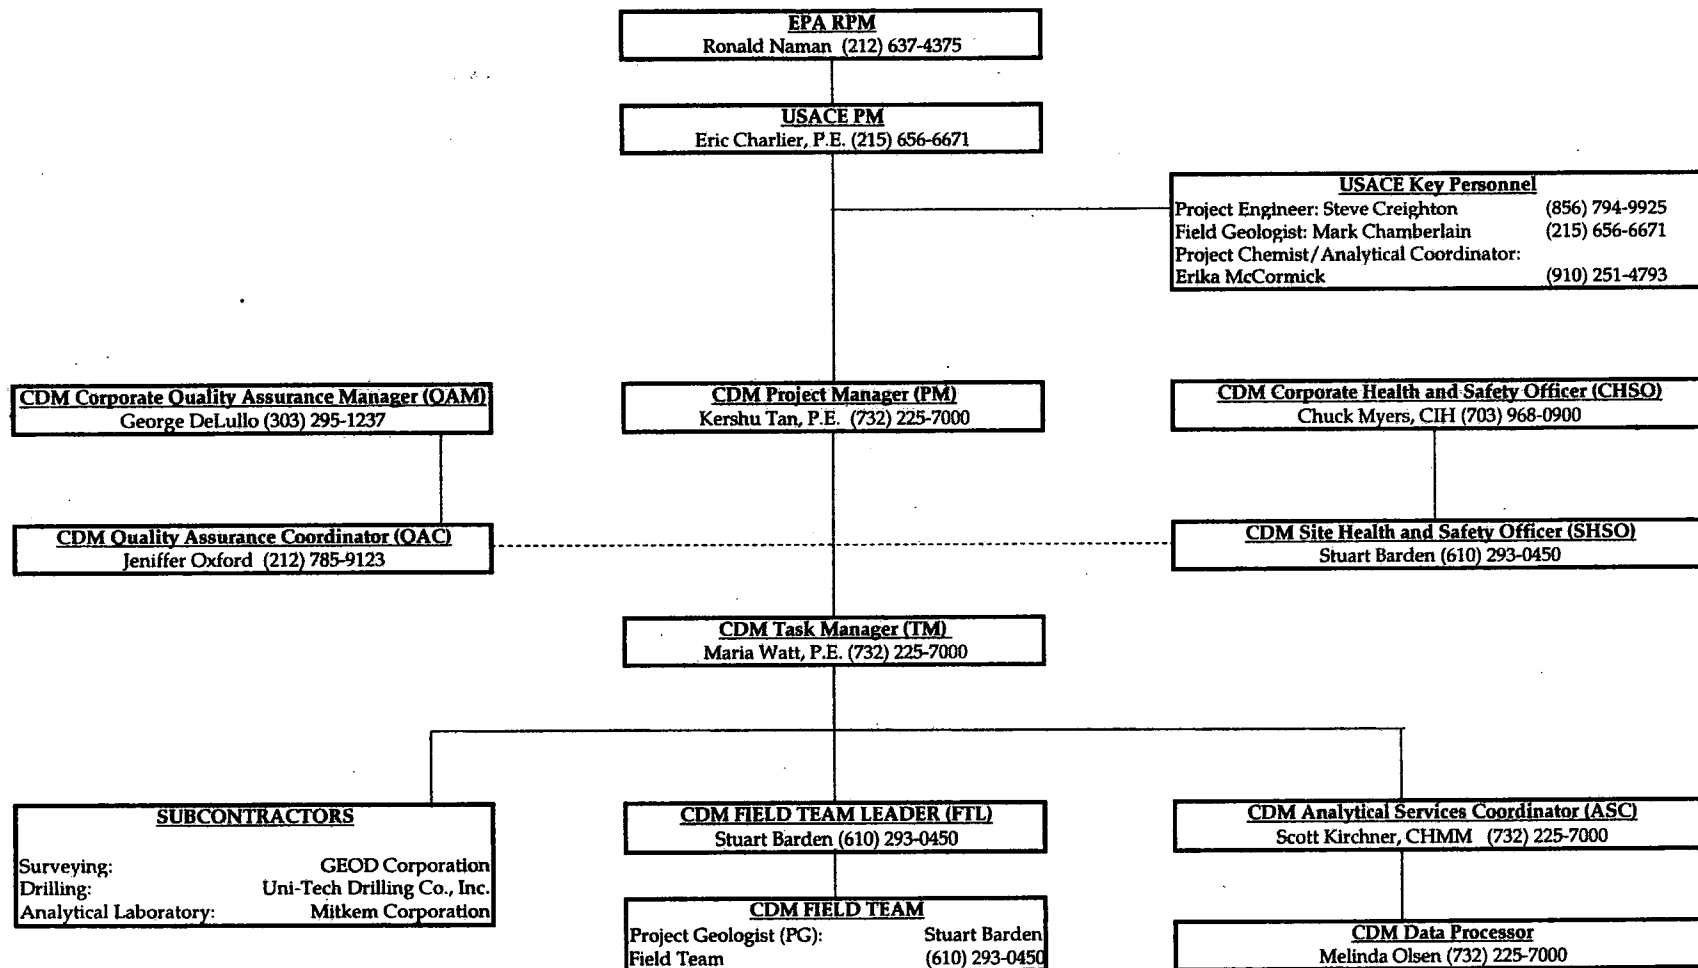 EPA RPM
Ronald Naman (212) 637-4375
USACE PM
Eric Charlier, P.E. (215) 656-6671
USACE Key Personnel
Project Engineer: Steve Creighton (856) 794-9925
Field Geologist: Mark Chamberlain (215) 656-6671
Project Chemist/Analytical Coordinator:
Erika McCormick (910) 251-4793
CDM Corporate Quality Assurance Manager (QAM)
George DeLullo (303) 295-1237
CDM Project Manager (PM)
Kershu Tan, P.E. (732) 225-7000
CDM Corporate Health and Safety Officer (CHSO)
Chuck Myers, CIH (703) 968-0900
CDM Quality Assurance Coordinator (QAC)
Jeniffer Oxford (212) 785-9123
CDM Site Health and Safety Officer (SHSO)
Stuart Barden (610) 293-0450
CDM Task Manager (TM)
Maria Watt, P.E. (732) 225-7000
SUBCONTRACTORS
Surveying: GEOD Corporation
Drilling: Uni-Tech Drilling Co., Inc.
Analytical Laboratory: Mitkem Corporation
CDM FIELD TEAM LEADER (FTL)
Stuart Barden (610) 293-0450
CDM Analytical Services Coordinator (ASC)
Scott Kirchner, CHMM (732) 225-7000
CDM FIELD TEAM
Project Geologist (PG): Stuart Barden
Field Team (610) 293-0450
CDM Data Processor
Melinda Olsen (732) 225-7000